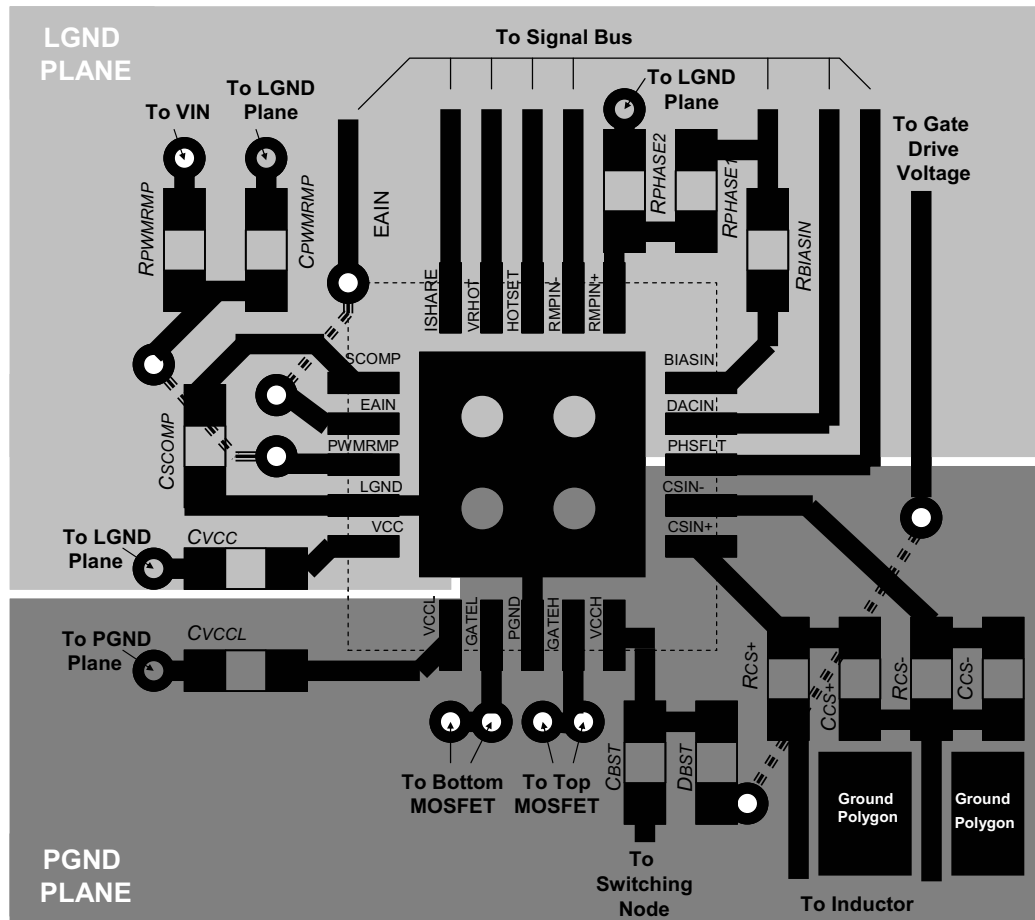 LGND
PLANE
To Signal Bus
To LGND
Plane
To VIN
To LGND
Plane
To Gate
Drive
Voltage
RPWMRMP
CPWMRMP
EAIN
RPHASE2
RPHASE1
RBIASIN
ISHARE
VRHOT
HOTSET
RMPIN-
RMPIN+
SCOMP
EAIN
PWMRMP
LGND
VCC
BIASIN
DACIN
PHSFLT
CSIN-
CSIN+
CSCOMP
To LGND
Plane
CVCC
VCCL
GATEL
PGND
GATEH
VCCH
To PGND
Plane
CVCCL
RCS+
CCS+
RCS-
CCS-
CBST
DBST
To Bottom
MOSFET
To Top
MOSFET
Ground
Polygon
Ground
Polygon
PGND
PLANE
To
Switching
Node
To Inductor